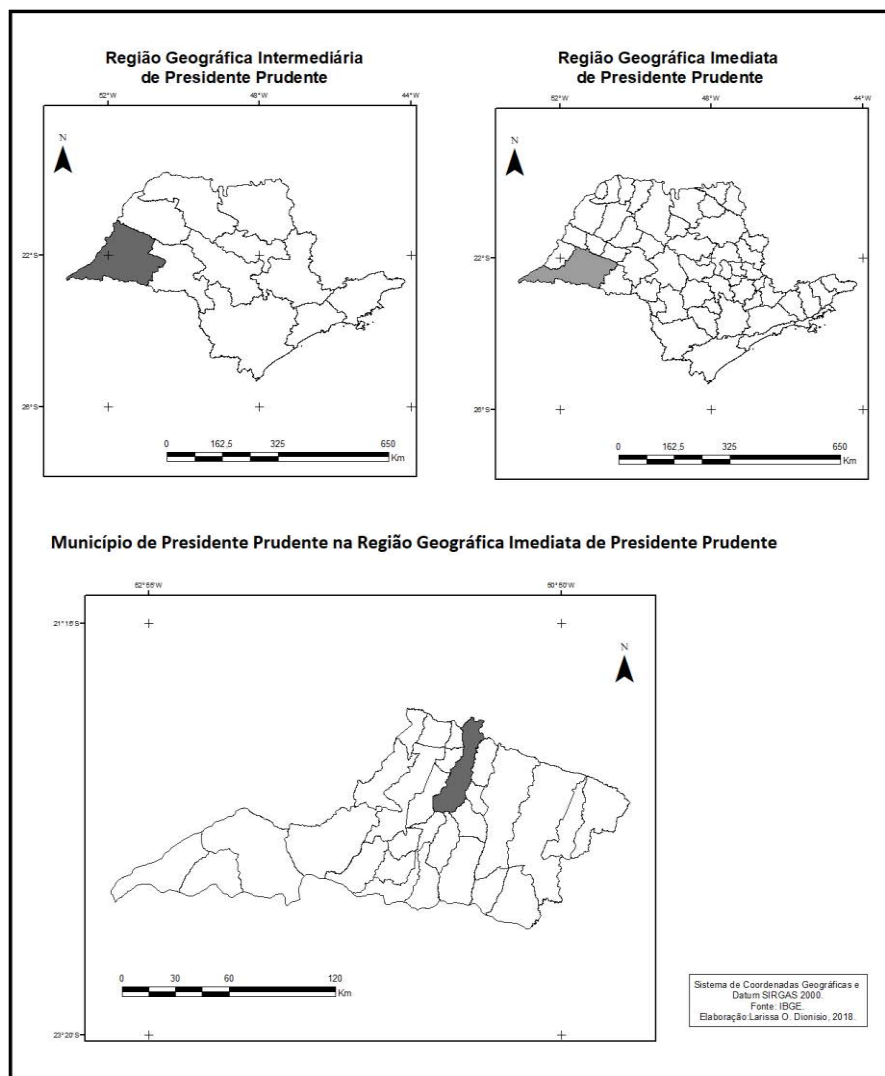 Região Geográfica Intermediária
de Presidente Prudente
52°W
48°W
44°W
N
22°S
26°S
0
162,5
325
650
Km
Região Geográfica Imediata
de Presidente Prudente
52°W
48°W
44°W
N
22°S
26°S
0
162,5
325
650
Km
Município de Presidente Prudente na Região Geográfica Imediata de Presidente Prudente
52°55'W
50°50'W
21°15'S
N
23°20'S
0
30
60
120
Km
Sistema de Coordenadas Geográficas e
Datum SIRGAS 2000.
Fonte: IBGE.
Elaboração:Larissa O. Dionisio, 2018.